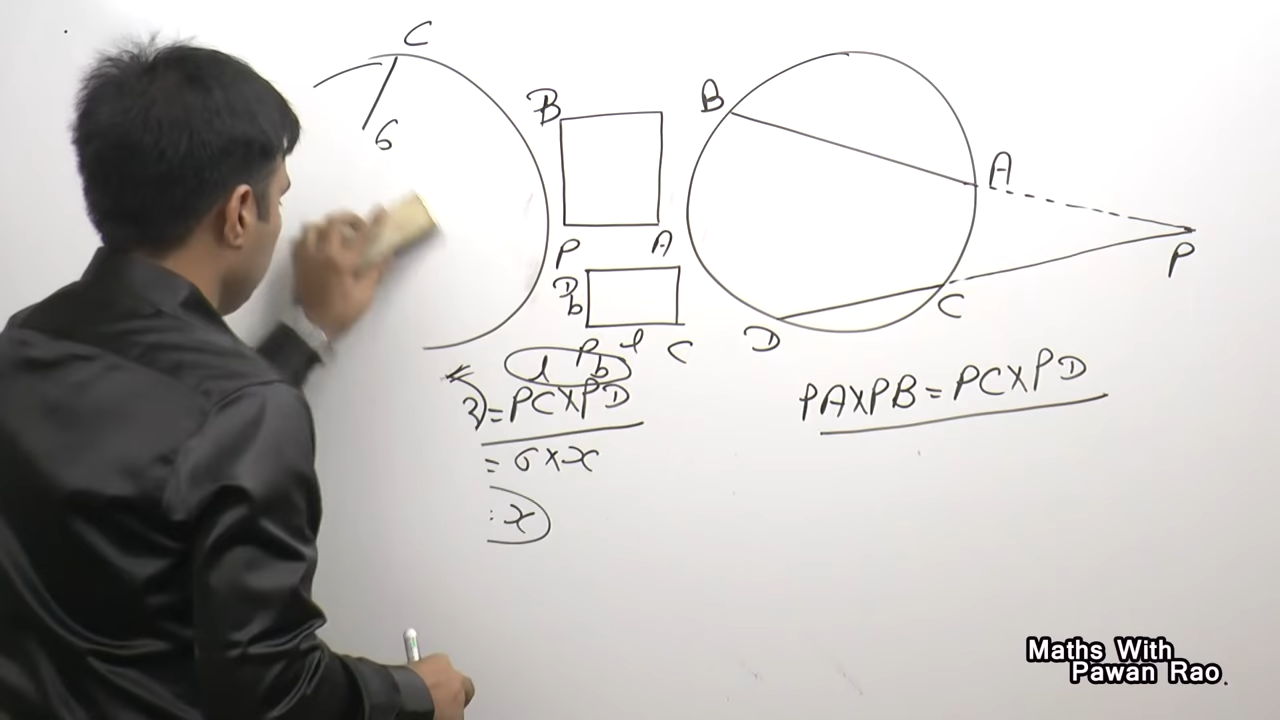 C
6
B
P A
D
b
P l C
l b
= PC X PD
= 6 X x
x
B
A
P
C
D
PA X PB = PC X PD
Maths With
Pawan Rao